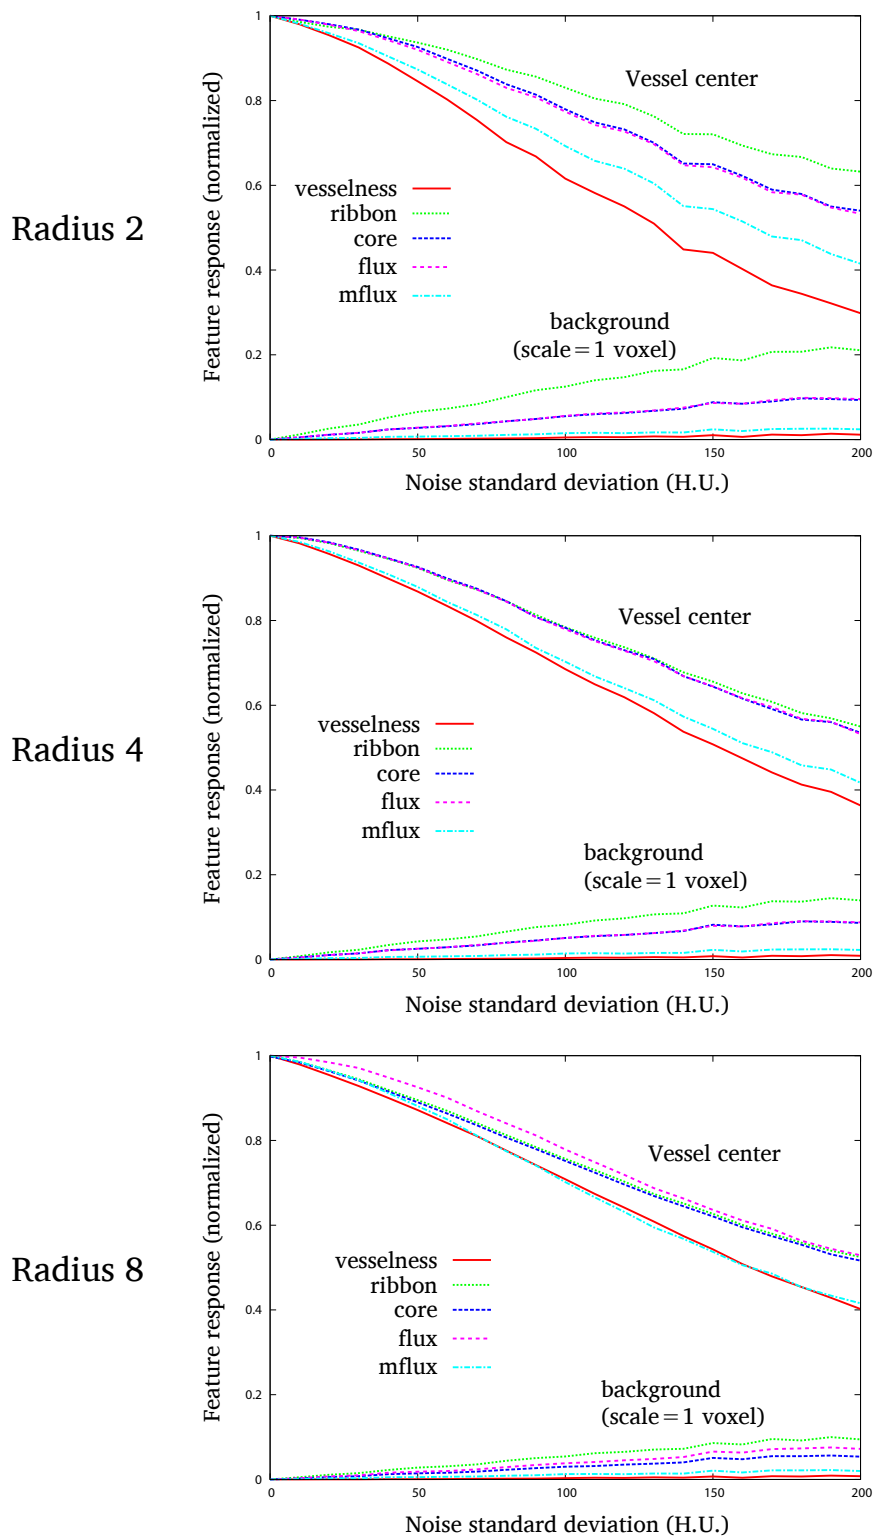 Radius 2
Feature response (normalized)
1
0.8
0.6
0.4
0.2
0
Vessel center
vesselness
ribbon
core
flux
mflux
background
(scale=1 voxel)
0 50 100 150 200
Noise standard deviation (H.U.)
Radius 4
Feature response (normalized)
1
0.8
0.6
0.4
0.2
0
Vessel center
vesselness
ribbon
core
flux
mflux
background
(scale=1 voxel)
0 50 100 150 200
Noise standard deviation (H.U.)
Radius 8
Feature response (normalized)
1
0.8
0.6
0.4
0.2
0
Vessel center
vesselness
ribbon
core
flux
mflux
background
(scale=1 voxel)
0 50 100 150 200
Noise standard deviation (H.U.)